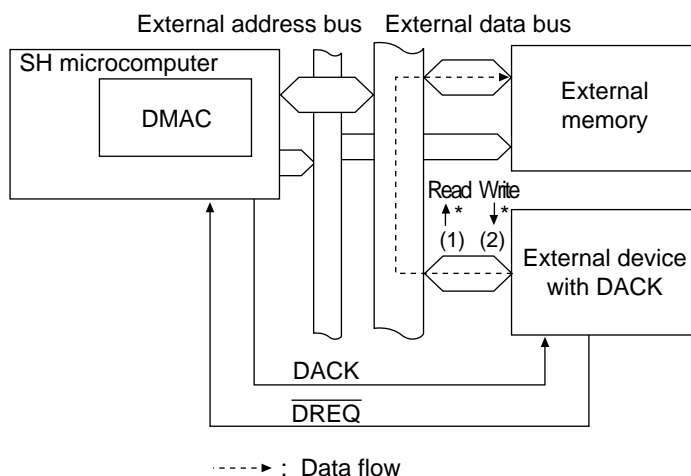 External address bus External data bus
SH microcomputer
DMAC
External
memory
Read Write
* *
(1) (2)
External device
with DACK
DACK
DREQ
: Data flow